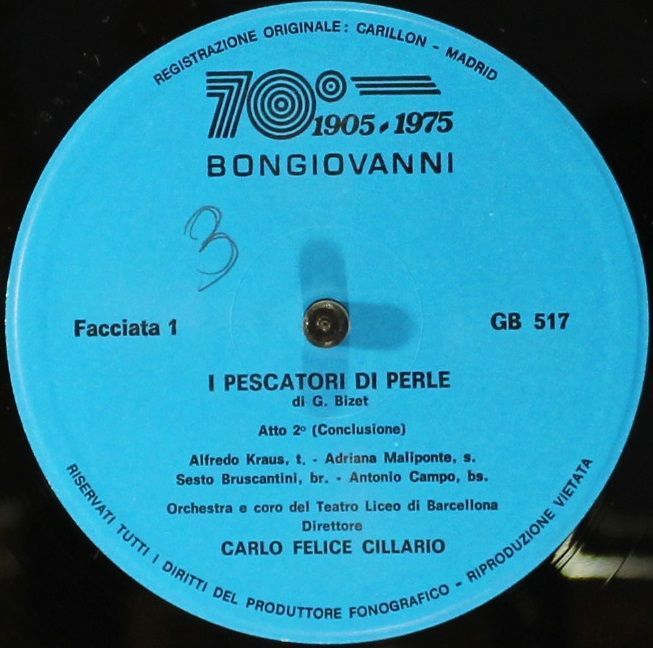 REGISTRAZIONE ORIGINALE: CARILLON - MADRID
70°
1905-1975
BONGIOVANNI
3
Facciata 1
GB 517
I PESCATORI DI PERLE
di G. Bizet
Atto 2º (Conclusione)
Alfredo Kraus, t. - Adriana Maliponte, s.
Sesto Bruscantini, br. - Antonio Campo, bs.
Orchestra e coro del Teatro Liceo di Barcellona
Direttore
CARLO FELICE CILLARIO
RISERVATI TUTTI I DIRITTI DEL PRODUTTORE FONOGRAFICO - RIPRODUZIONE VIETATA